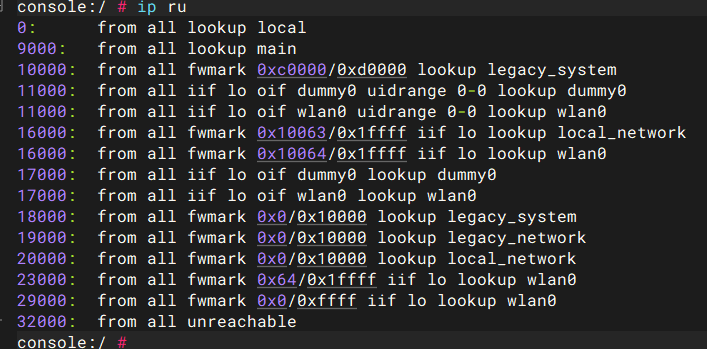 console:/ # ip ru
0: from all lookup local
9000: from all lookup main
10000: from all fwmark 0xc0000/0xd0000 lookup legacy_system
11000: from all iif lo oif dummy0 uidrange 0-0 lookup dummy0
11000: from all iif lo oif wlan0 uidrange 0-0 lookup wlan0
16000: from all fwmark 0x10063/0x1ffff iif lo lookup local_network
16000: from all fwmark 0x10064/0x1ffff iif lo lookup wlan0
17000: from all iif lo oif dummy0 lookup dummy0
17000: from all iif lo oif wlan0 lookup wlan0
18000: from all fwmark 0x0/0x10000 lookup legacy_system
19000: from all fwmark 0x0/0x10000 lookup legacy_network
20000: from all fwmark 0x0/0x10000 lookup local_network
23000: from all fwmark 0x64/0x1ffff iif lo lookup wlan0
29000: from all fwmark 0x0/0xffff iif lo lookup wlan0
32000: from all unreachable
console:/ #